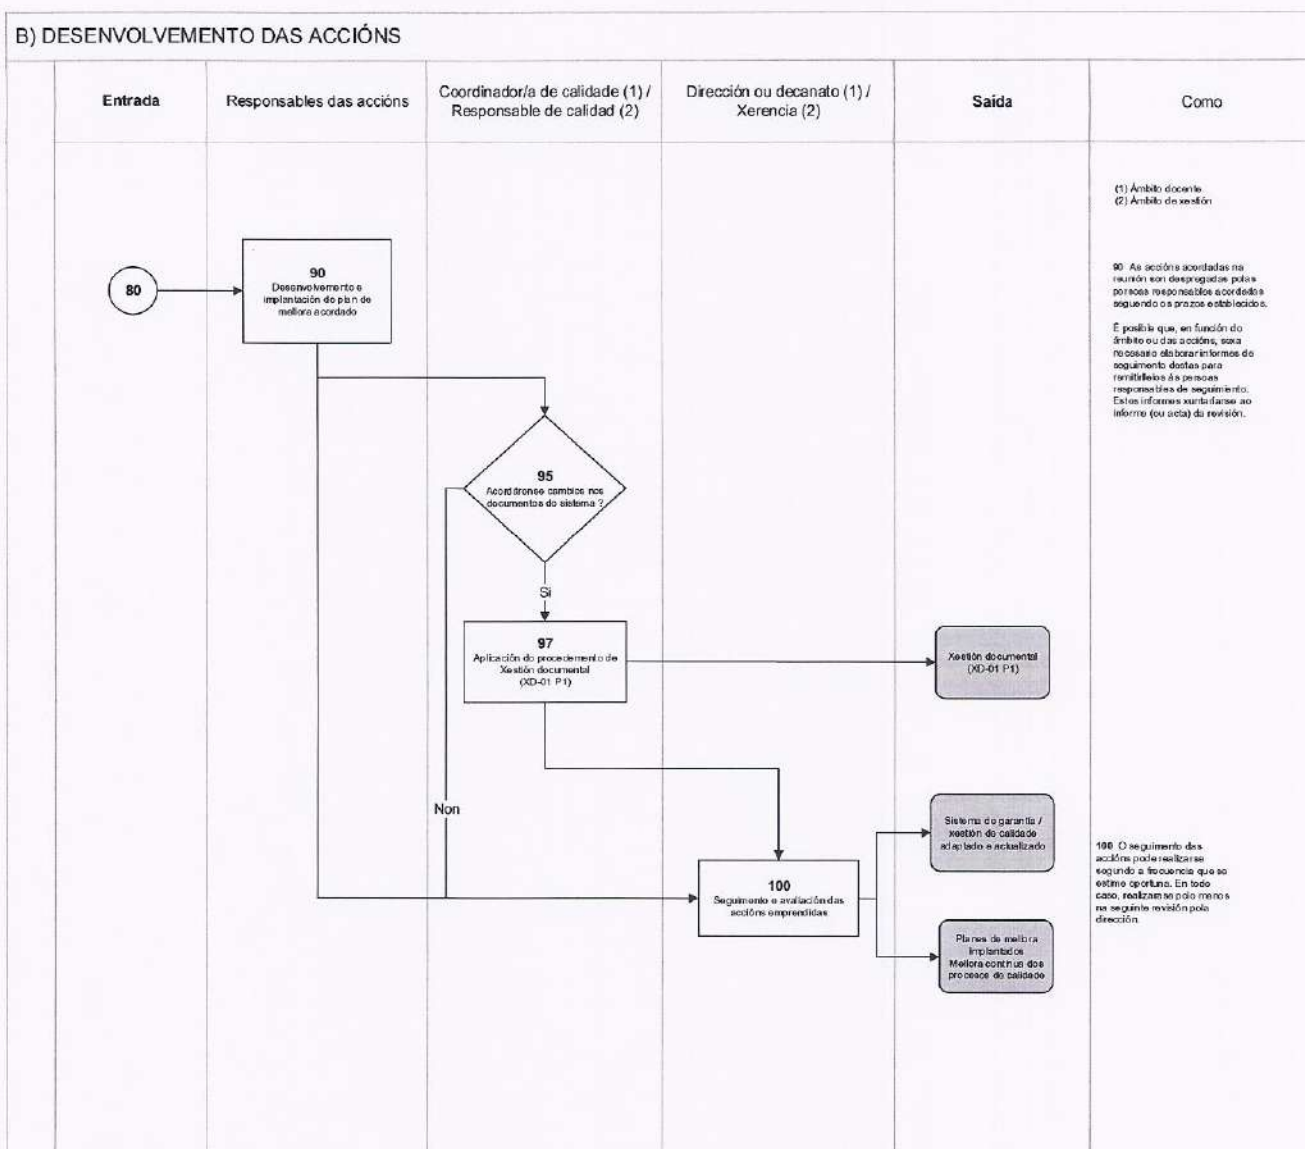 B) DESENVOLVEMENTO DAS ACCIÓNS
Entrada
Responsables das accións
Coordinador/a de calidade (1) /
Responsable de calidad (2)
Dirección ou decanato (1) /
Xerencia (2)
Saída
Como
(1) Ámbito docente
(2) Ámbito de xestión
80
90
Desenvolvemento e
implantación do plan de
mellora acordado
90 As accións acordadas na
reunión son despregadas polas
persoas responsables acordadas
seguendo os prazos establecidos.
É posible que, en función do
ámbito ou das accións, sexa
necesario elaborar informes de
seguimento destas para
remitirllelos ás persoas
responsables de seguimiento.
Estes informes xuntaranse ao
informe (ou acta) da revisión.
95
Acordáronse cambios nos
documentos do sistema ?
Si
97
Aplicación do procedemento de
Xestión documental
(XD-01 P1)
Xestión documental
(XD-01 P1)
Non
Sistema de garantía /
xestión de calidade
adaptado e actualizado
100
Seguimento e avaliación das
accións emprendidas
100 O seguimento das
accións pode realizarse
segundo a frecuencia que se
estime oportuna. En todo
caso, realizarase polo menos
na seguinte revisión pola
dirección.
Planes de mellora
implantados
Mellora continua dos
procesos de calidade